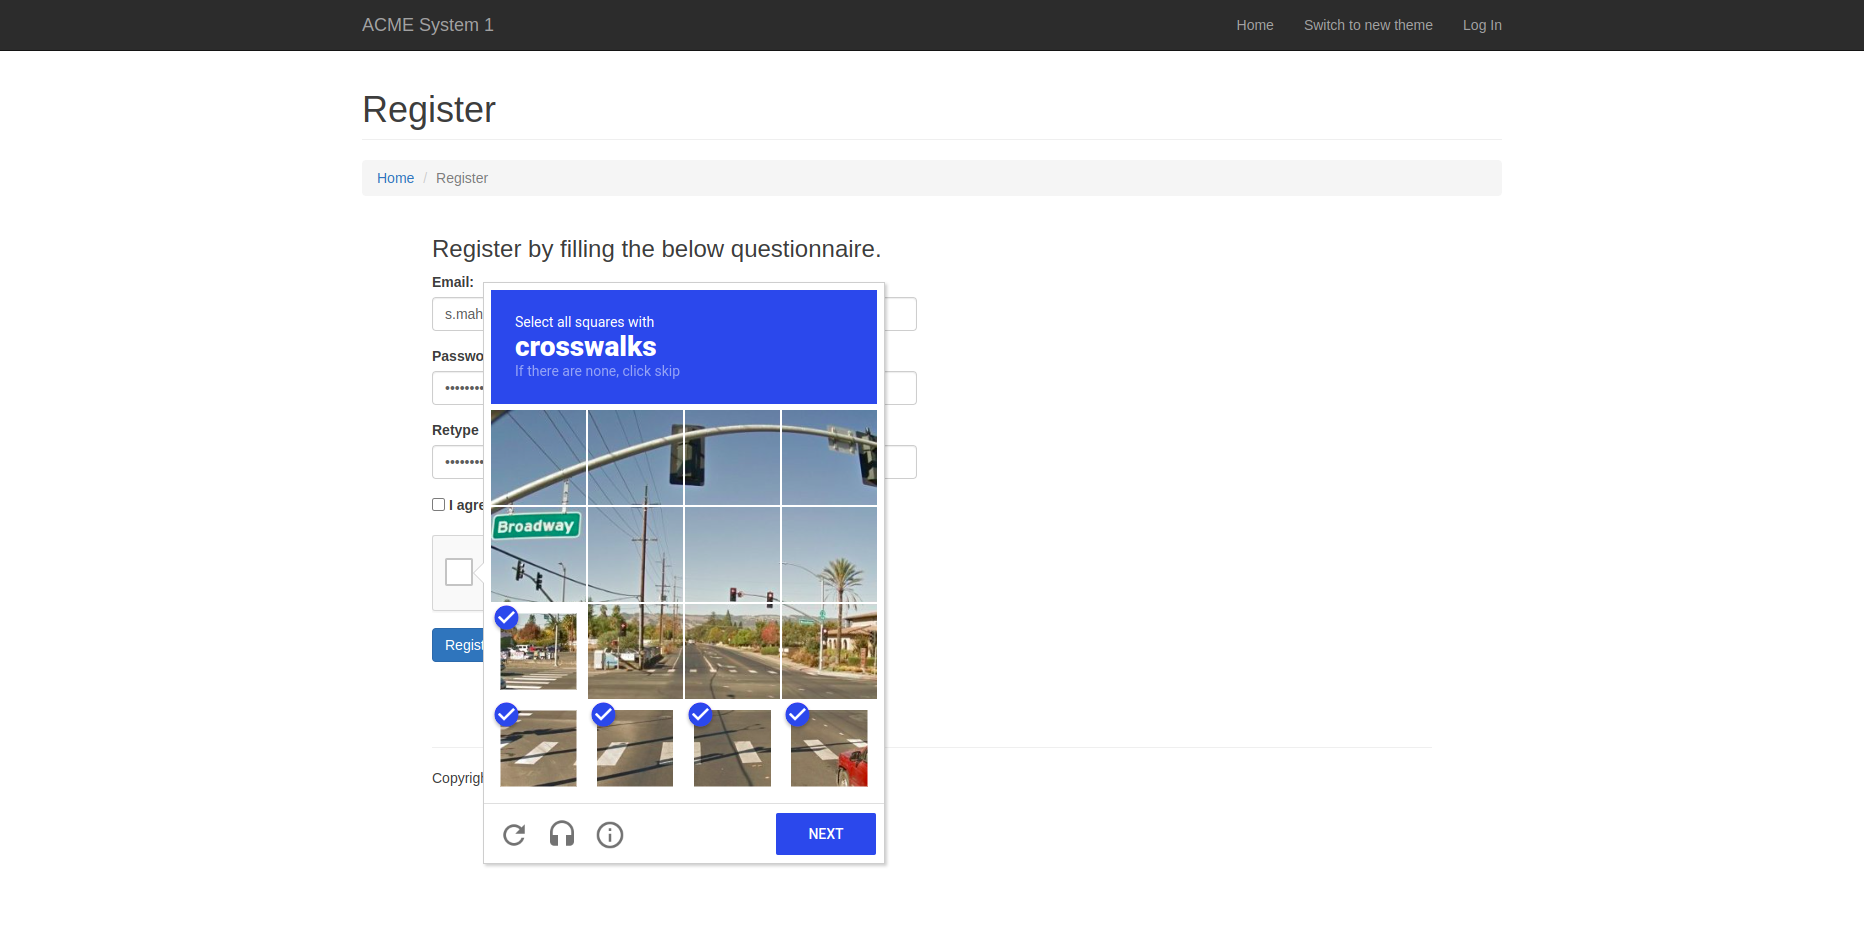 ACME System 1
Home
Switch to new theme
Log In
Register
Home / Register
Register by filling the below questionnaire.
Email:
s.mah
Passwo
Retype
I agre
Regist
Copyrigh
Select all squares with
crosswalks
If there are none, click skip
Broadway
NEXT